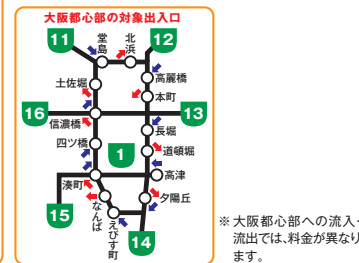 大阪都心部の対象出入口
11
堂島
北浜
12
高麗橋
土佐堀
本町
16
13
信濃橋
長堀
四ツ橋
1
道頓堀
高津
湊町
夕陽丘
15
なんば
えびす町
14
※大阪都心部への流入・
流出では、料金が異なり
ます。